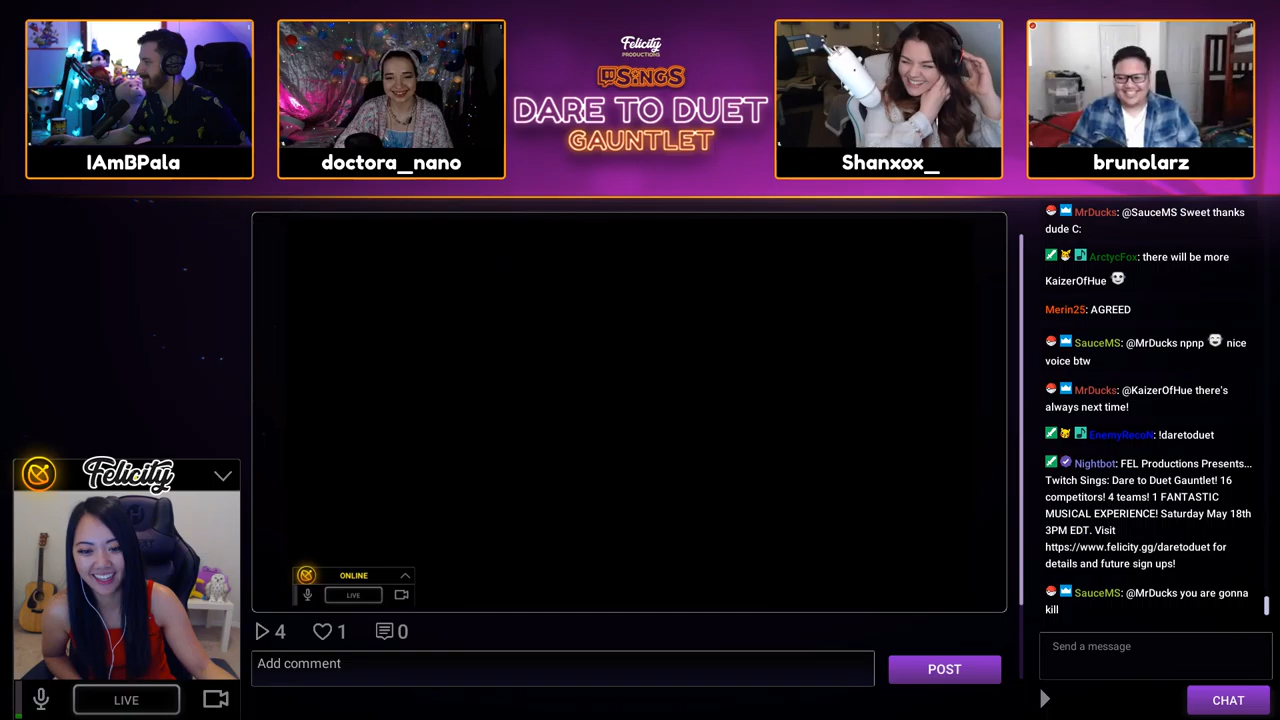 Felicity
PRODUCTIONS
SINGS
DARE TO DUET
GAUNTLET
IAmBPala
doctora__nano
Shanxox_
brunolarz
MrDucks: @SauceMS Sweet thanks
dude C:
ArctycFox: there will be more
KaizerOfHue
Merin25: AGREED
SauceMS: @MrDucks npnp nice
voice btw
MrDucks: @KaizerOfHue there's
always next time!
EnemyRecoN: !daretoduet
Nightbot: FEL Productions Presents...
Twitch Sings: Dare to Duet Gauntlet! 16
competitors! 4 teams! 1 FANTASTIC
MUSICAL EXPERIENCE! Saturday May 18th
3PM EDT. Visit
https://www.felicity.gg/daretoduet for
details and future sign ups!
SauceMS: @MrDucks you are gonna
kill
Send a message
CHAT
Felicity
LIVE
ONLINE
LIVE
4 1 0
Add comment
POST